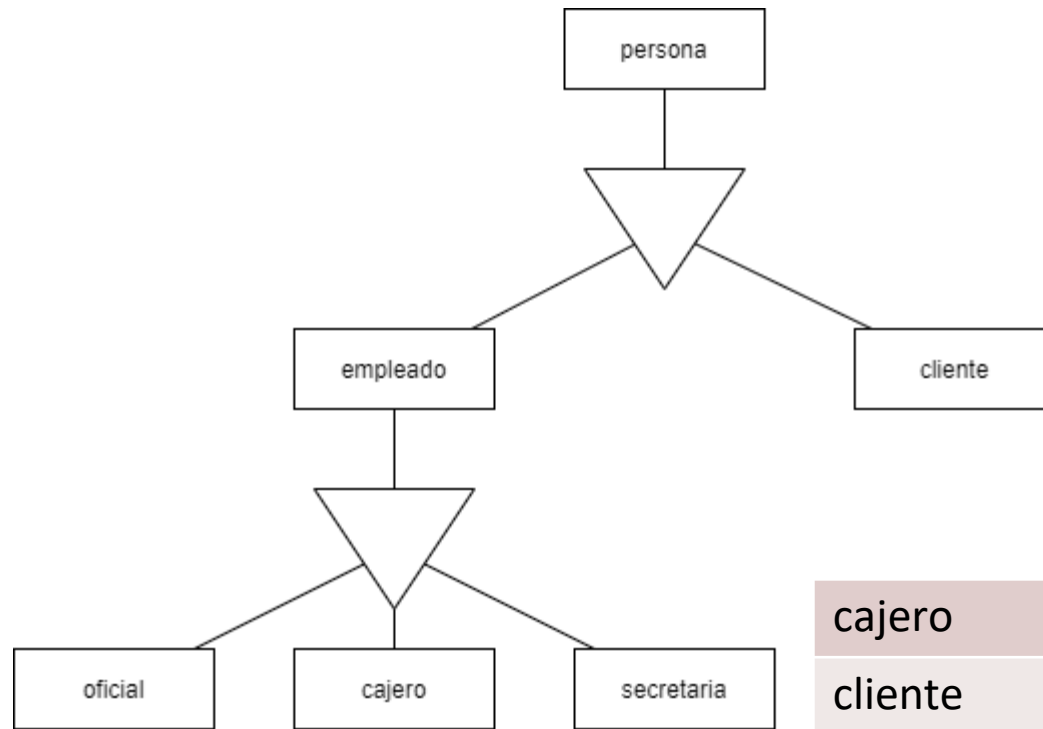 persona
empleado
cliente
oficial
cajero
secretaria
cajero
cliente